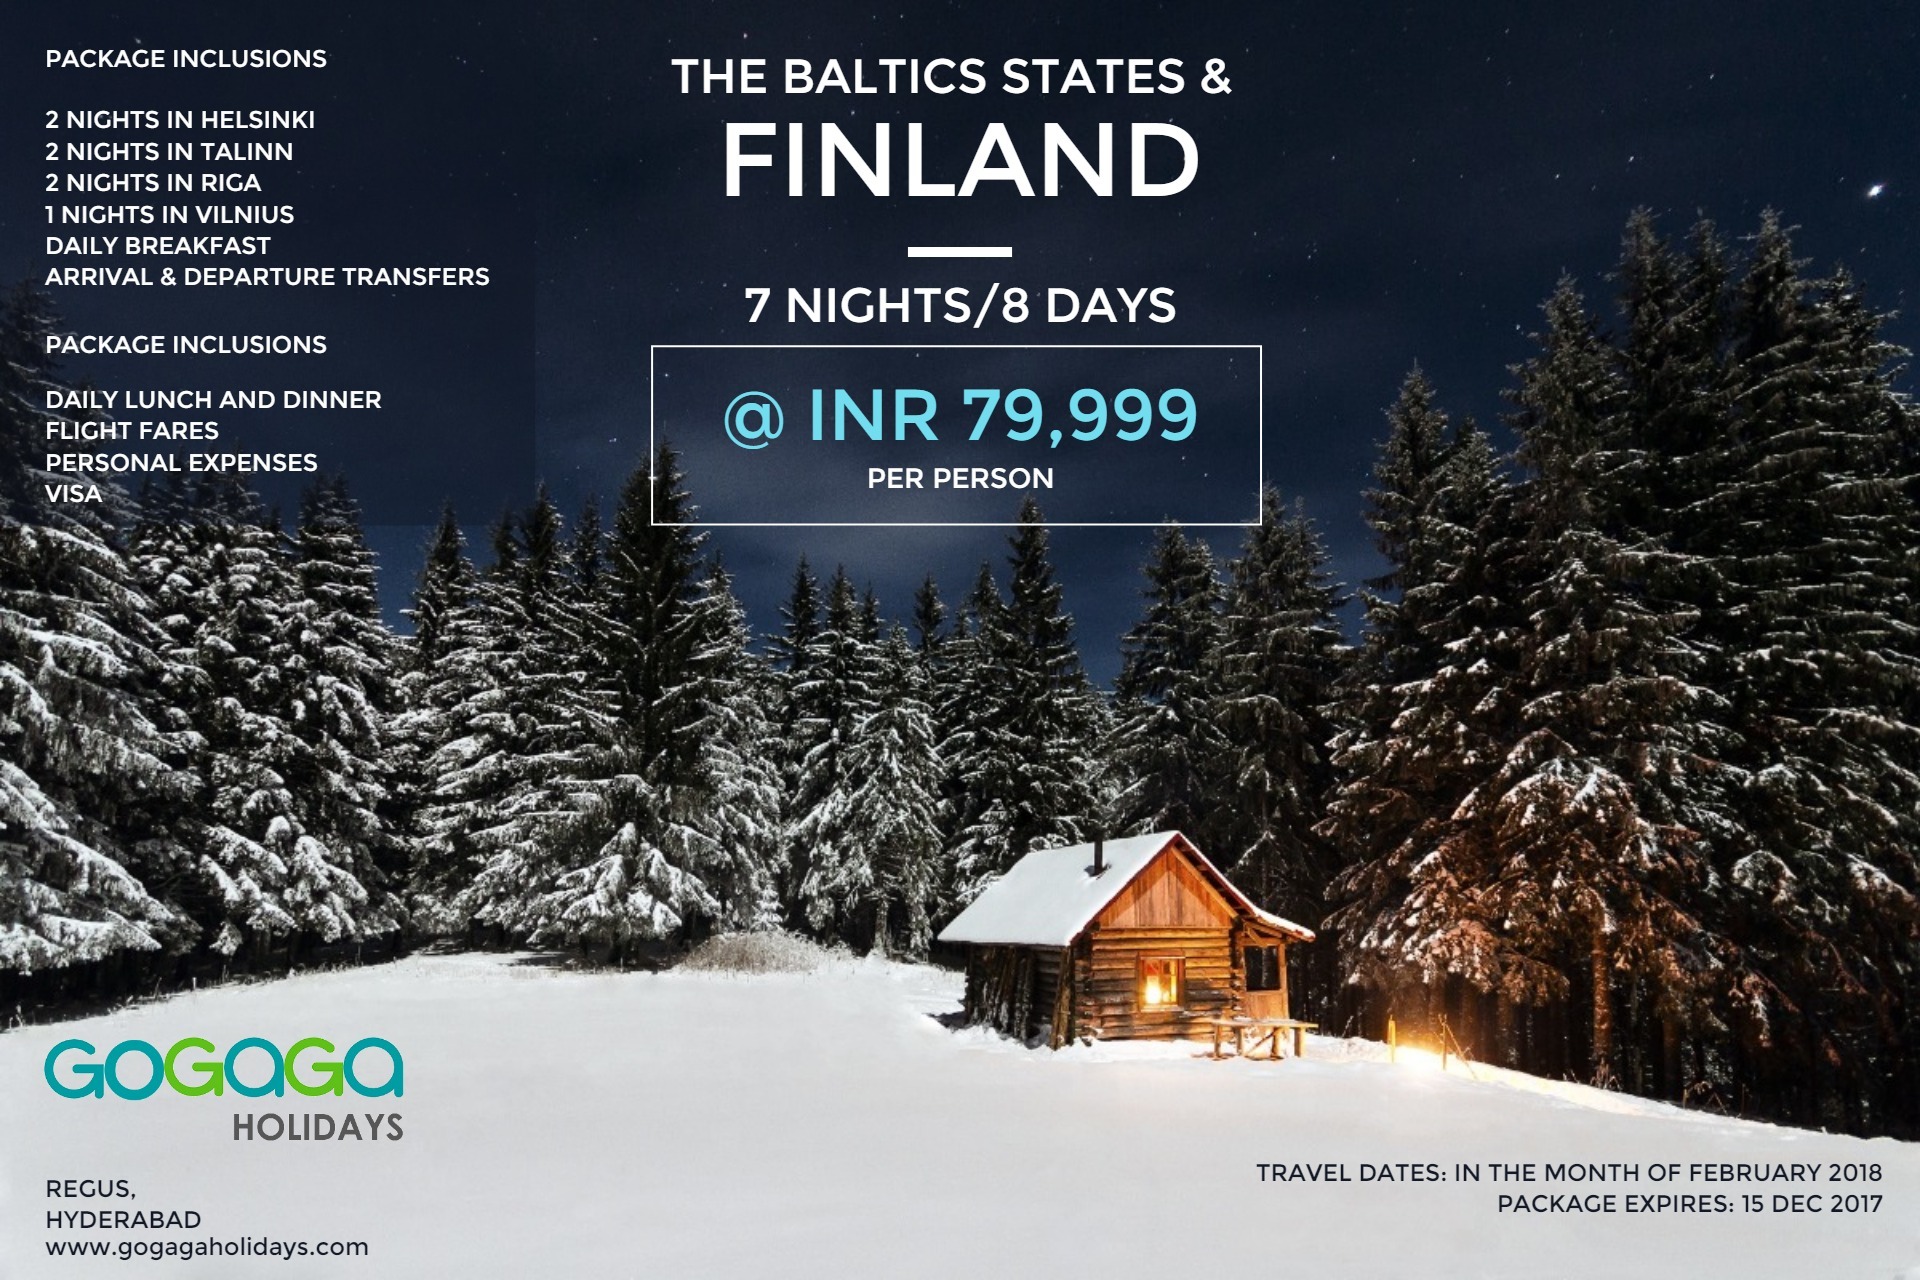 PACKAGE INCLUSIONS
2 NIGHTS IN HELSINKI
2 NIGHTS IN TALINN
2 NIGHTS IN RIGA
1 NIGHTS IN VILNIUS
DAILY BREAKFAST
ARRIVAL & DEPARTURE TRANSFERS
PACKAGE INCLUSIONS
DAILY LUNCH AND DINNER
FLIGHT FARES
PERSONAL EXPENSES
VISA
THE BALTICS STATES &
FINLAND
7 NIGHTS/8 DAYS
@ INR 79,999
PER PERSON
GOGAGA
HOLIDAYS
REGUS,
HYDERABAD
www.gogagaholidays.com
TRAVEL DATES: IN THE MONTH OF FEBRUARY 2018
PACKAGE EXPIRES: 15 DEC 2017